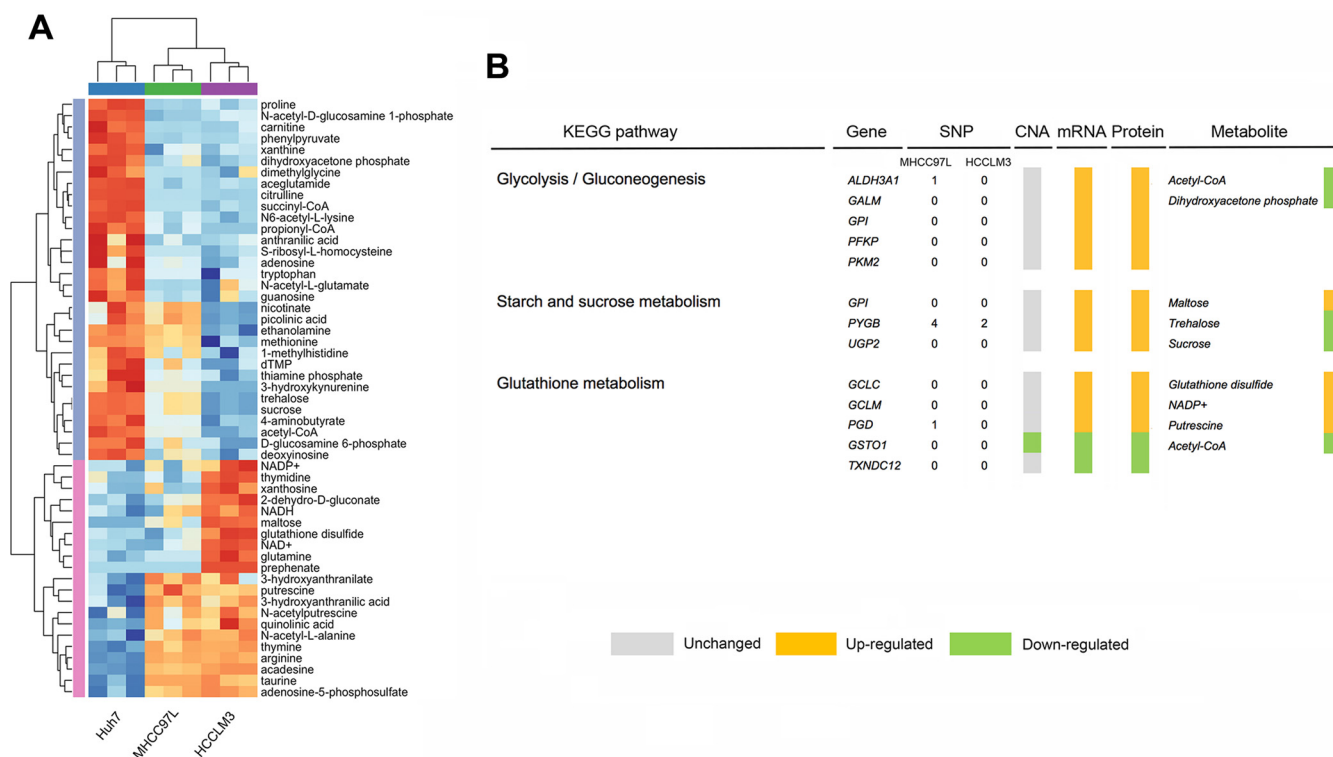 A
proline
N-acetyl-D-glucosamine 1-phosphate
carnitine
phenylpyruvate
xanthine
dihydroxyacetone phosphate
dimethylglycine
aceglutamide
citrulline
succinyl-CoA
N6-acetyl-L-lysine
propionyl-CoA
anthranilic acid
S-ribosyl-L-homocysteine
adenosine
tryptophan
N-acetyl-L-glutamate
guanosine
nicotinate
picolinic acid
ethanolamine
methionine
1-methylhistidine
dTMP
thiamine phosphate
3-hydroxykynurenine
trehalose
sucrose
4-aminobutyrate
acetyl-CoA
D-glucosamine 6-phosphate
deoxyinosine
NADP+
thymidine
xanthosine
2-dehydro-D-gluconate
NADH
maltose
glutathione disulfide
NAD+
glutamine
prephenate
3-hydroxyanthranilate
putrescine
3-hydroxyanthranilic acid
N-acetylputrescine
quinolinic acid
N-acetyl-L-alanine
thymine
arginine
acadesine
taurine
adenosine-5-phosphosulfate
Huh7
MHCC97L
HCCLM3
B
KEGG pathway Gene SNP CNA mRNA Protein Metabolite
MHCC97L HCCLM3
Glycolysis / Gluconeogenesis ALDH3A1 1 0 Acetyl-CoA
GALM 0 0 Dihydroxyacetone phosphate
GPI 0 0
PFKP 0 0
PKM2 0 0
Starch and sucrose metabolism GPI 0 0 Maltose
PYGB 4 2 Trehalose
UGP2 0 0 Sucrose
Glutathione metabolism GCLC 0 0 Glutathione disulfide
GCLM 0 0 NADP+
PGD 1 0 Putrescine
GSTO1 0 0 Acetyl-CoA
TXNDC12 0 0
Unchanged Up-regulated Down-regulated